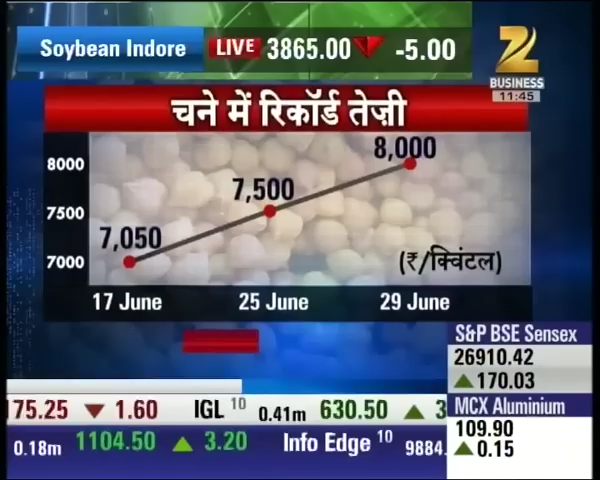 Soybean Indore LIVE 3865.00 -5.00
Z
BUSINESS
11:45
चने में रिकॉर्ड तेज़ी
8000
7500
7000
7,050
7,500
8,000
(₹/क्विंटल)
17 June 25 June 29 June
S&P BSE Sensex
26910.42
170.03
MCX Aluminium
109.90
0.15
175.25 1.60 IGL 10 0.41m 630.50 3
0.18m 1104.50 3.20 Info Edge 10 9884.